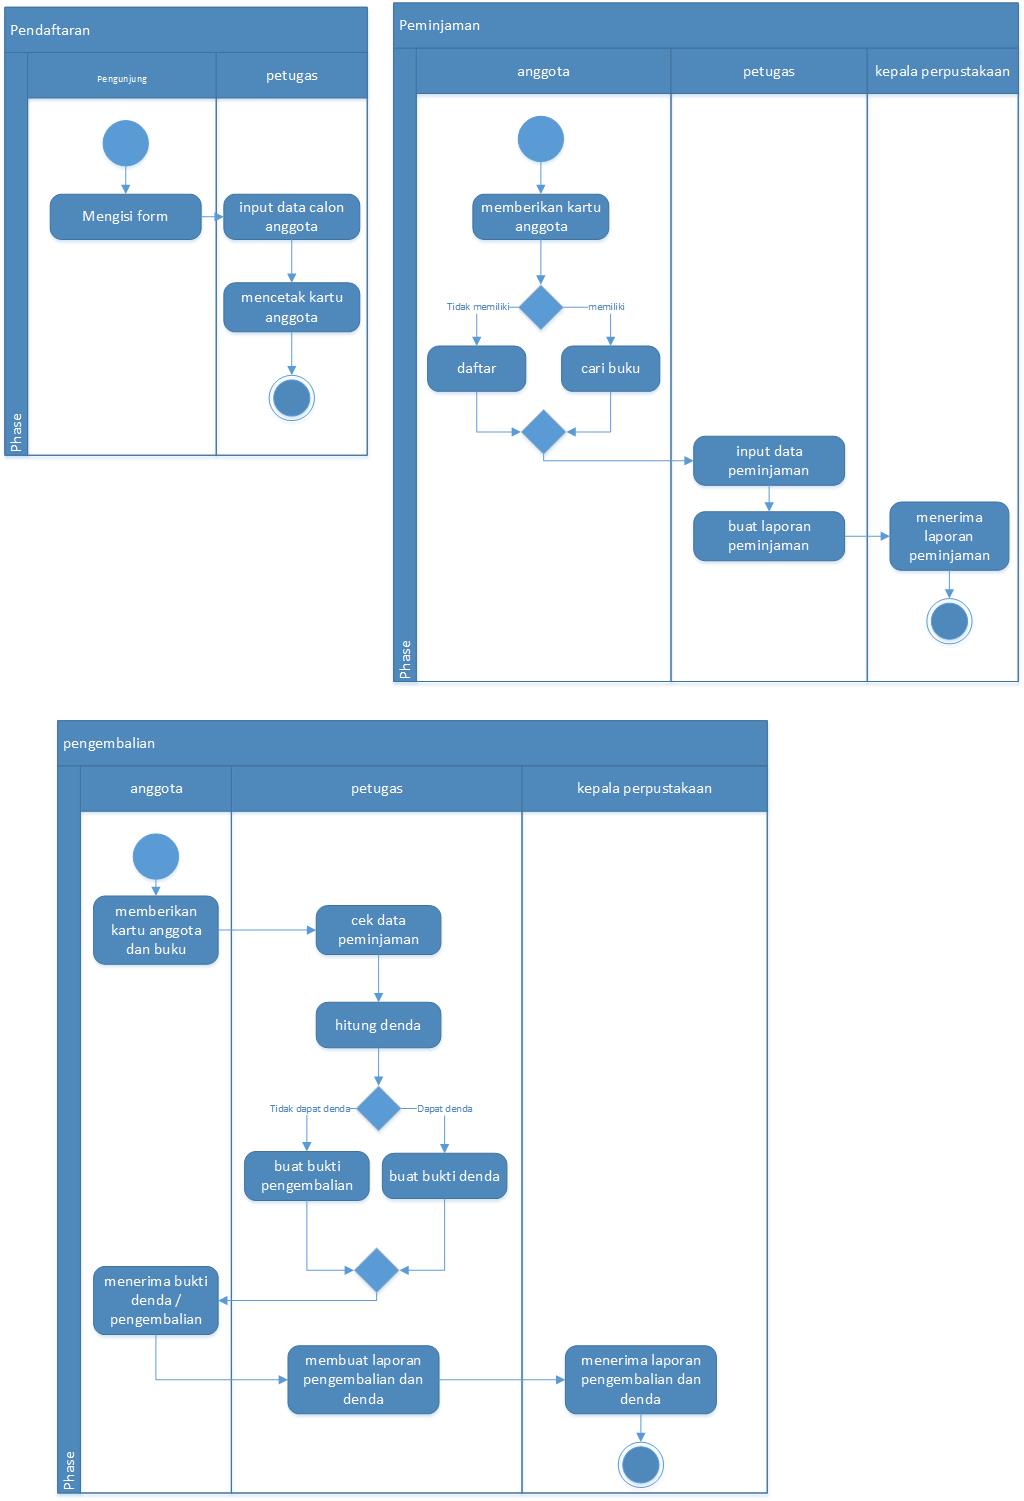 Pendaftaran
Pengunjung
petugas
Mengisi form
input data calon
anggota
mencetak kartu
anggota
Phase
Peminjaman
anggota
petugas
kepala perpustakaan
memberikan kartu
anggota
Tidak memiliki
memiliki
daftar
cari buku
input data
peminjaman
buat laporan
peminjaman
menerima
laporan
peminjaman
Phase
pengembalian
anggota
petugas
kepala perpustakaan
memberikan
kartu anggota
dan buku
cek data
peminjaman
hitung denda
Tidak dapat denda
Dapat denda
buat bukti
pengembalian
buat bukti denda
menerima bukti
denda /
pengembalian
membuat laporan
pengembalian dan
denda
menerima laporan
pengembalian dan
denda
Phase